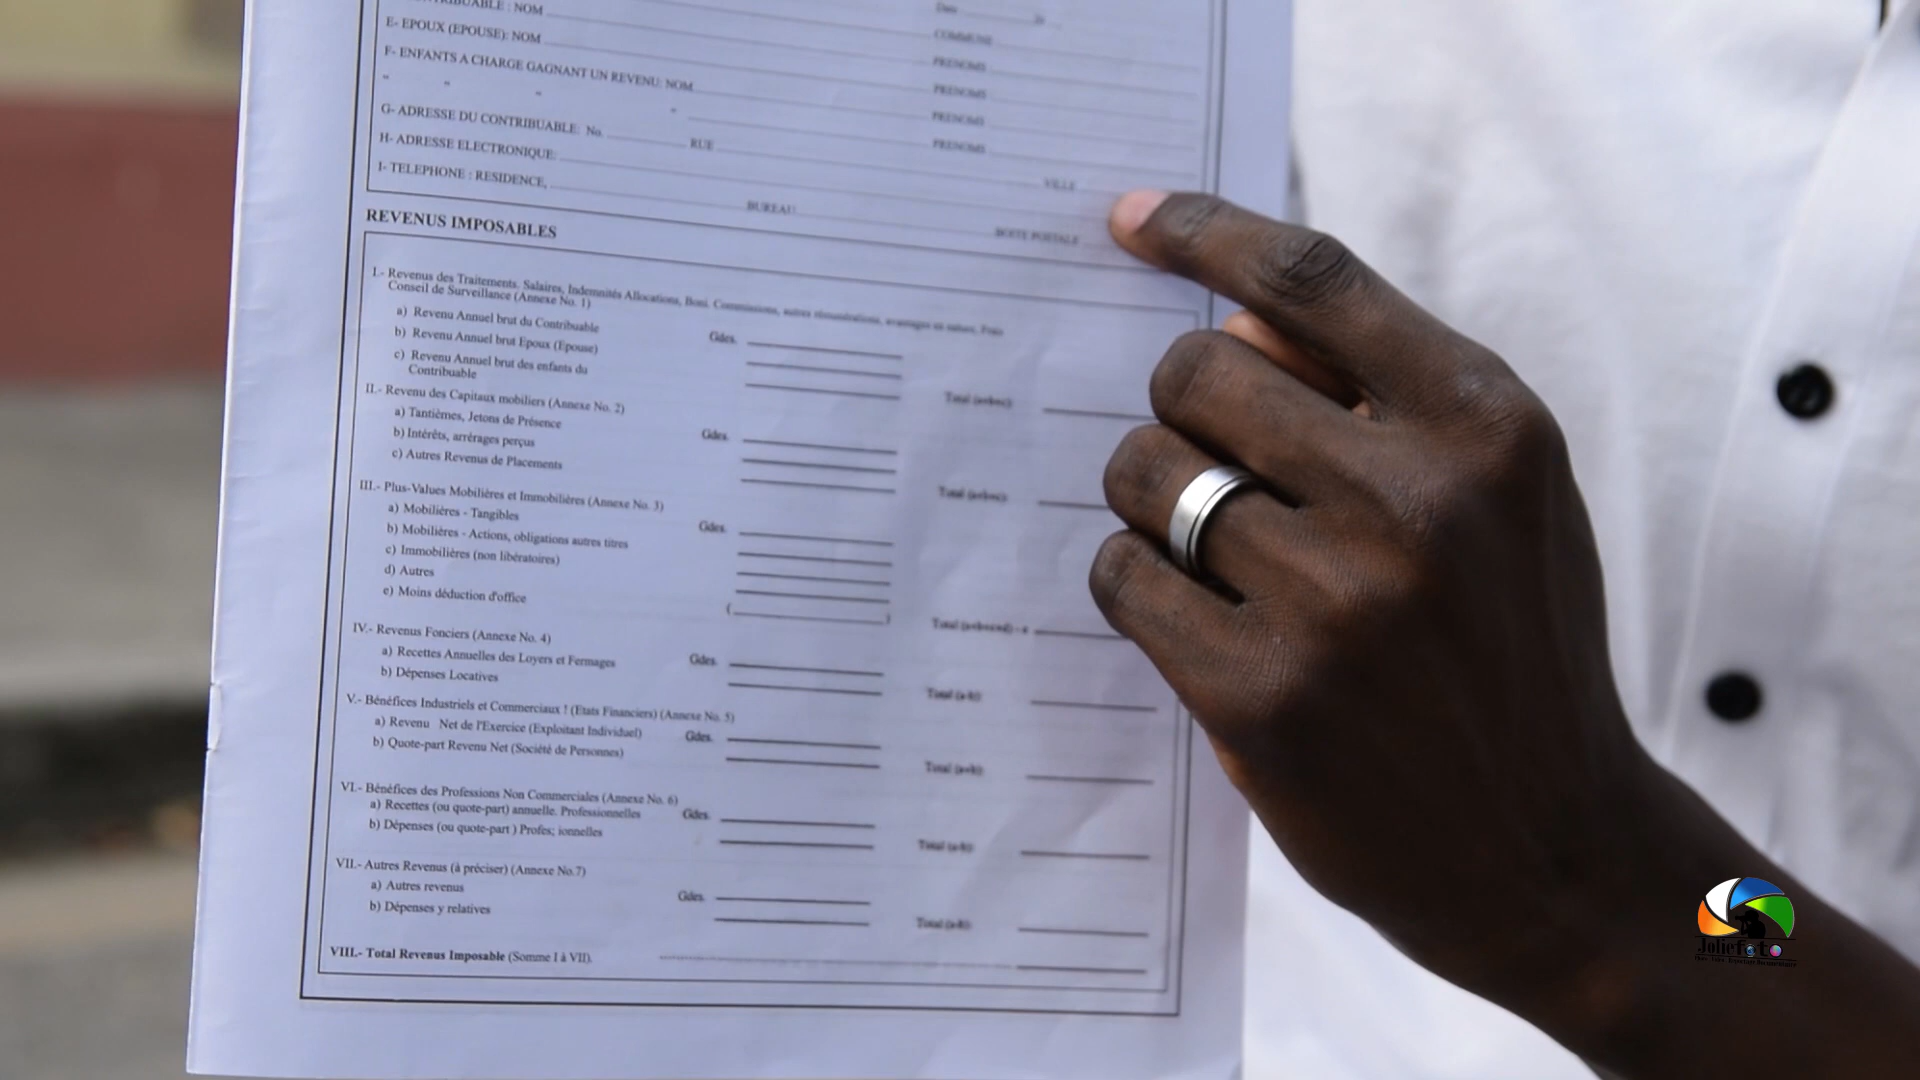 CONTRIBUABLE : NOM
COMMUNE
E- EPOUX (EPOUSE): NOM PRENOMS
F- ENFANTS A CHARGE GAGNANT UN REVENU: NOM PRENOMS
" " " " PRENOMS
PRENOMS
G- ADRESSE DU CONTRIBUABLE: No. RUE VILLE
H- ADRESSE ELECTRONIQUE:
I- TELEPHONE : RESIDENCE, BUREAU BOITE POSTALE
REVENUS IMPOSABLES
I.- Revenus des Traitements. Salaires, Indemnités Allocations, Boni. Commissions, autres rémunérations, avantages en nature, Frais
Conseil de Surveillance (Annexe No. 1)
a) Revenu Annuel brut du Contribuable Gdes.
b) Revenu Annuel brut Epoux (Epouse)
c) Revenu Annuel brut des enfants du
Contribuable Total (a+b+c)
II.- Revenu des Capitaux mobiliers (Annexe No. 2)
a) Tantièmes, Jetons de Présence Gdes.
b) Intérêts, arrérages perçus
c) Autres Revenus de Placements Total (a+b+c)
III.- Plus-Values Mobilières et Immobilières (Annexe No. 3)
a) Mobilières - Tangibles Gdes.
b) Mobilières - Actions, obligations autres titres
c) Immobilières (non libératoires)
d) Autres
e) Moins déduction d'office ( ) Total (a+b+c+d) - e
IV.- Revenus Fonciers (Annexe No. 4)
a) Recettes Annuelles des Loyers et Fermages Gdes.
b) Dépenses Locatives Total (a-b)
V.- Bénéfices Industriels et Commerciaux ! (Etats Financiers) (Annexe No. 5)
a) Revenu Net de l'Exercice (Exploitant Individuel) Gdes.
b) Quote-part Revenu Net (Société de Personnes) Total (a+b)
VI.- Bénéfices des Professions Non Commerciales (Annexe No. 6)
a) Recettes (ou quote-part) annuelle. Professionnelles Gdes.
b) Dépenses (ou quote-part ) Profes; ionnelles Total (a-b)
VII.- Autres Revenus (à préciser) (Annexe No.7)
a) Autres revenus Gdes.
b) Dépenses y relatives Total (a-b)
VIII.- Total Revenus Imposable (Somme I à VII).
Joliefoto